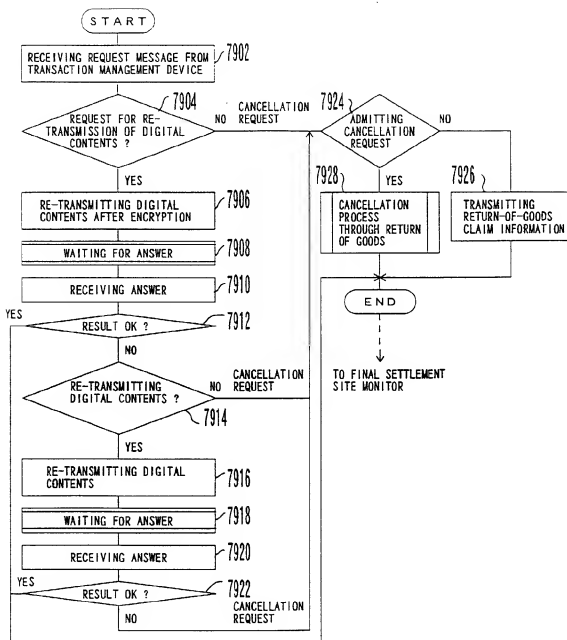 START
RECEIVING REQUEST MESSAGE FROM
TRANSACTION MANAGEMENT DEVICE
7902
7904
REQUEST FOR RE-
TRANSMISSION OF DIGITAL
CONTENTS ?
NO
CANCELLATION
REQUEST
YES
7906
RE-TRANSMITTING DIGITAL
CONTENTS AFTER ENCRYPTION
WAITING FOR ANSWER
7908
RECEIVING ANSWER
7910
YES
RESULT OK ?
7912
NO
RE-TRANSMITTING
DIGITAL CONTENTS ?
NO
CANCELLATION
REQUEST
7914
YES
RE-TRANSMITTING DIGITAL
CONTENTS
7916
WAITING FOR ANSWER
7918
RECEIVING ANSWER
7920
YES
RESULT OK ?
7922
NO
CANCELLATION
REQUEST
7924
ADMITTING
CANCELLATION
REQUEST
NO
YES
7928
CANCELLATION
PROCESS
THROUGH RETURN
OF GOODS
7926
TRANSMITTING
RETURN-OF-GOODS
CLAIM INFORMATION
END
TO FINAL SETTLEMENT
SITE MONITOR